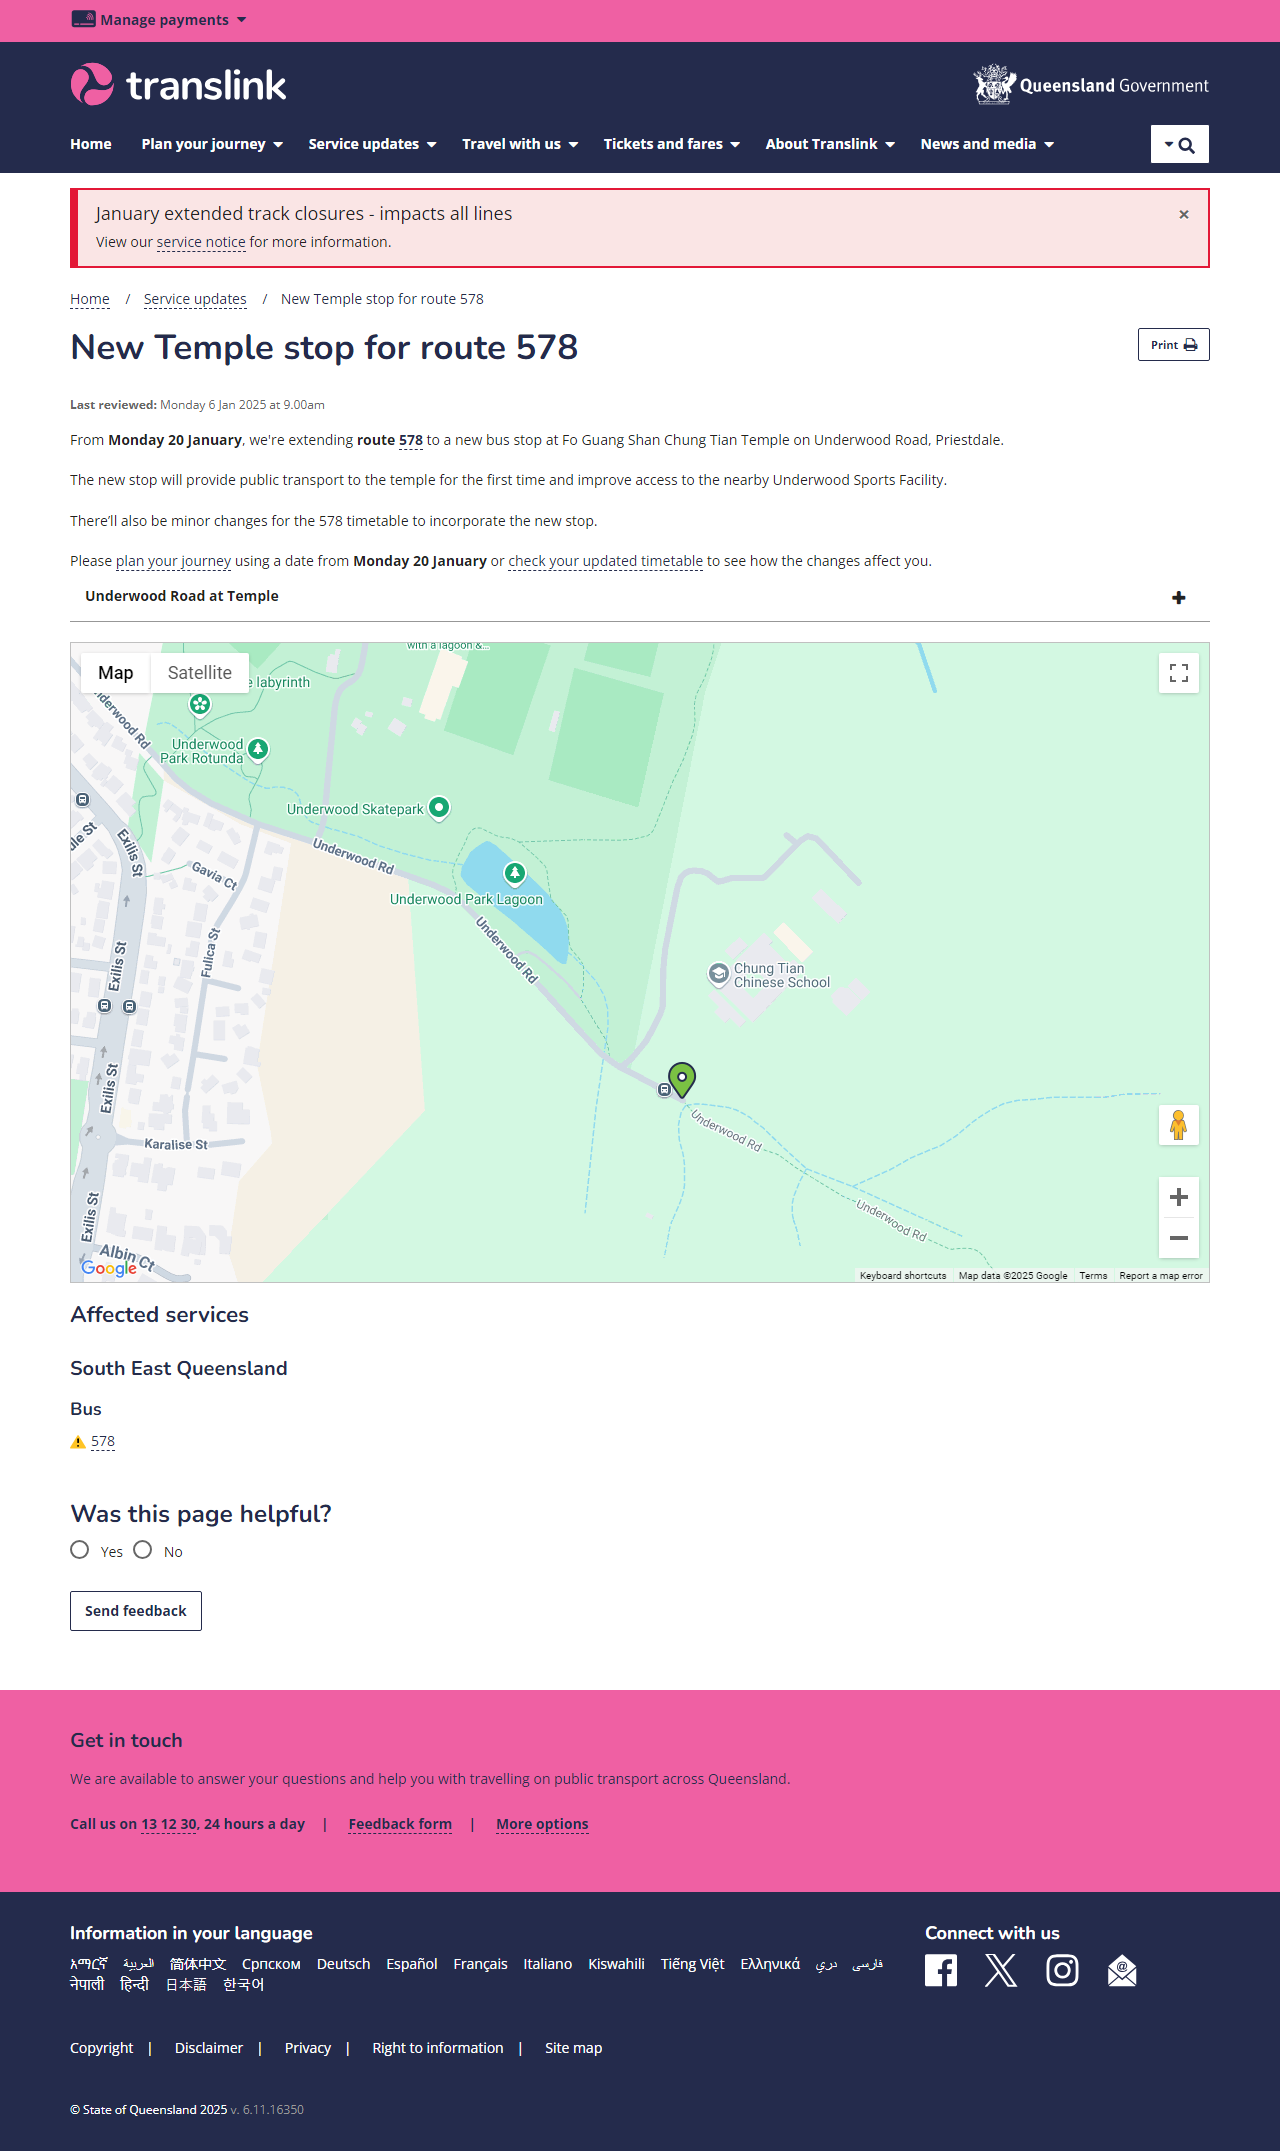 Manage payments
translink
Queensland Government
Home Plan your journey Service updates Travel with us Tickets and fares About Translink News and media
January extended track closures - impacts all lines
×
View our service notice for more information.
Home / Service updates / New Temple stop for route 578
New Temple stop for route 578
Print
Last reviewed: Monday 6 Jan 2025 at 9.00am
From Monday 20 January, we're extending route 578 to a new bus stop at Fo Guang Shan Chung Tian Temple on Underwood Road, Priestdale.
The new stop will provide public transport to the temple for the first time and improve access to the nearby Underwood Sports Facility.
There'll also be minor changes for the 578 timetable to incorporate the new stop.
Please plan your journey using a date from Monday 20 January or check your updated timetable to see how the changes affect you.
Underwood Road at Temple
with a lagoon &...
Map Satellite
e labyrinth
Underwood Rd
Underwood
Park Rotunda
Underwood Skatepark
Exilis St
Underwood Rd
Gavia Ct
Underwood Park Lagoon
Underwood Rd
Fulica St
Exilis St
Chung Tian
Chinese School
Exilis St
Underwood Rd
Karalise St
Underwood Rd
Exilis St
Albin Ct
Google
Keyboard shortcuts Map data ©2025 Google Terms Report a map error
Affected services
South East Queensland
Bus
578
Was this page helpful?
Yes No
Send feedback
Get in touch
We are available to answer your questions and help you with travelling on public transport across Queensland.
Call us on 13 12 30, 24 hours a day | Feedback form | More options
Information in your language
Connect with us
አማርኛ العربية 简体中文 Српском Deutsch Español Français Italiano Kiswahili Tiếng Việt Ελληνικά دري فارسی
नेपाली हिन्दी 日本語 한국어
Copyright | Disclaimer | Privacy | Right to information | Site map
© State of Queensland 2025 v. 6.11.16350